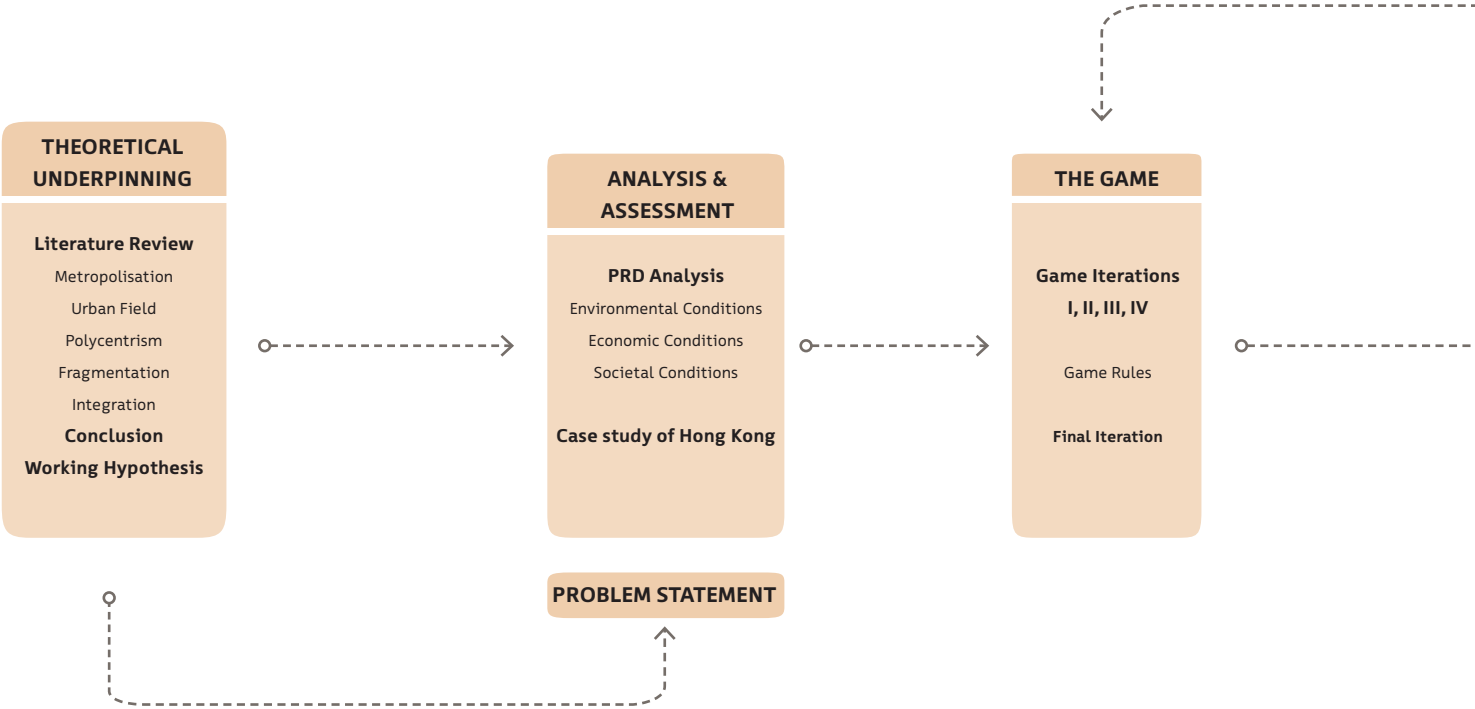 THEORETICAL
UNDERPINNING
Literature Review
Metropolisation
Urban Field
Polycentrism
Fragmentation
Integration
Conclusion
Working Hypothesis
ANALYSIS &
ASSESSMENT
PRD Analysis
Environmental Conditions
Economic Conditions
Societal Conditions
Case study of Hong Kong
PROBLEM STATEMENT
THE GAME
Game Iterations
I, II, III, IV
Game Rules
Final Iteration